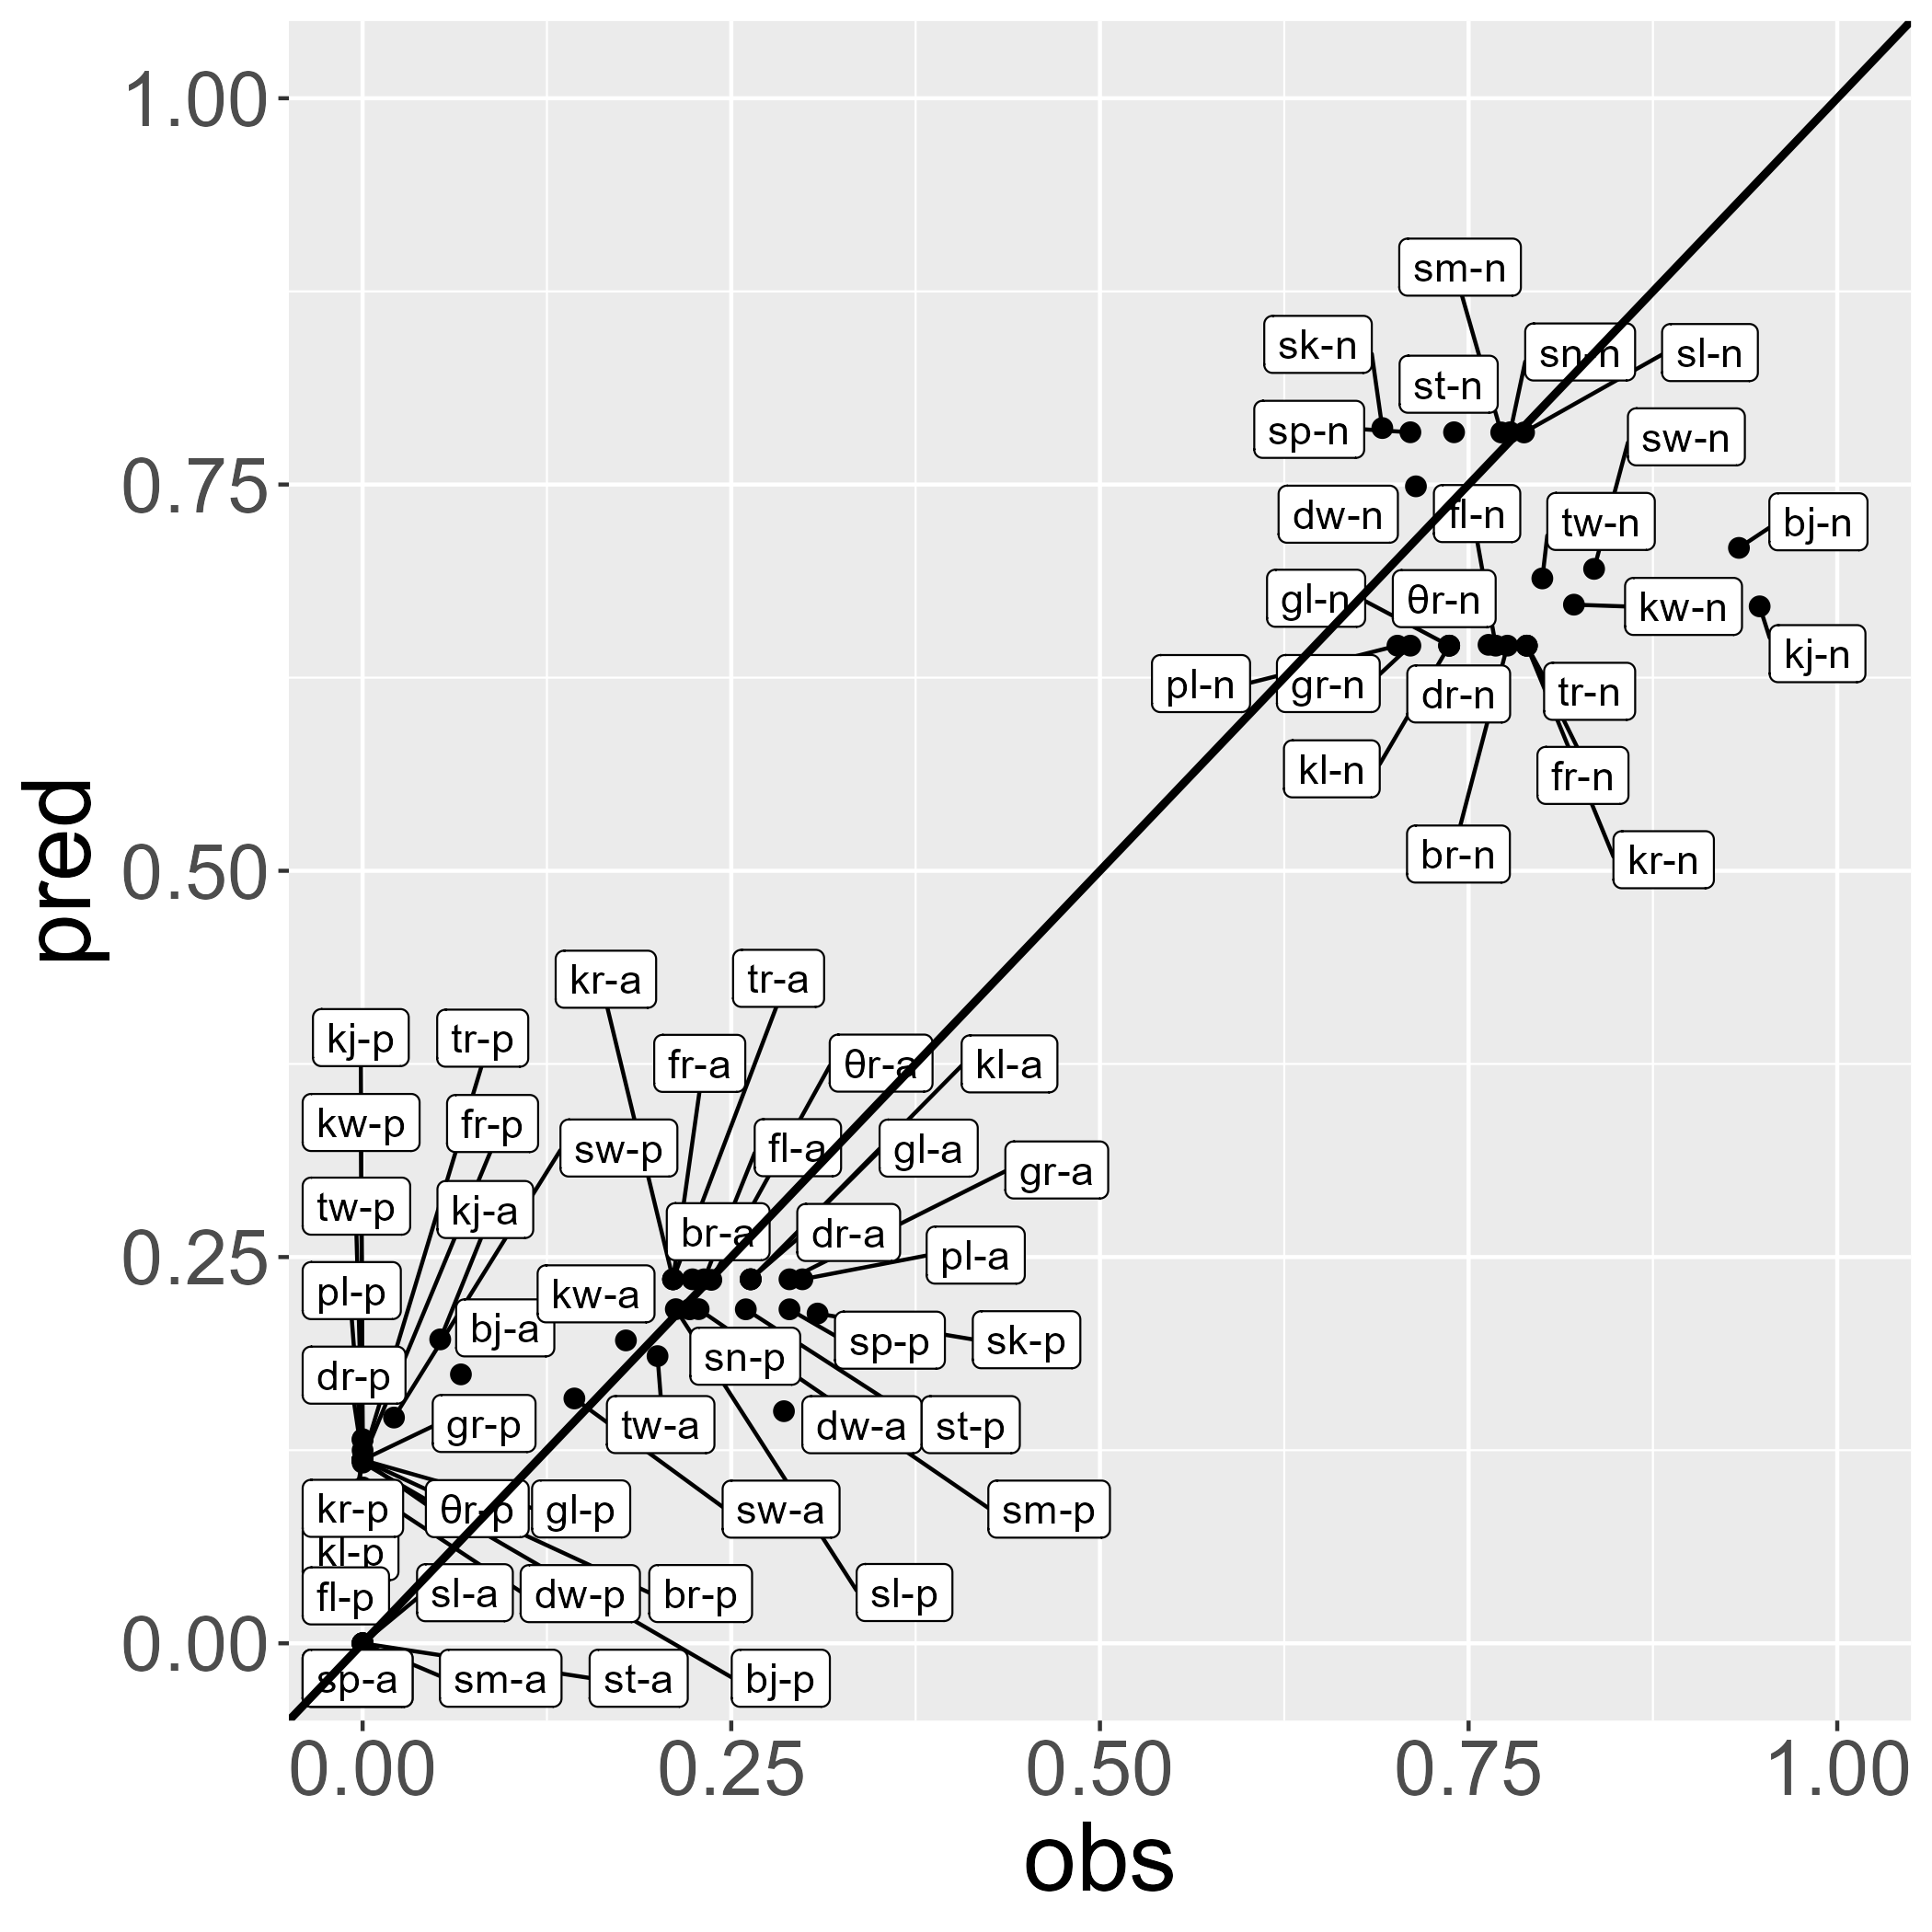 1.00
sm-n
sk-n
sn-n
sl-n
st-n
sp-n
sw-n
0.75
dw-n
fl-n
tw-n
bj-n
gl-n
θr-n
kw-n
kj-n
pl-n
gr-n
dr-n
tr-n
kl-n
fr-n
0.50
br-n
kr-n
pred
kr-a
tr-a
kj-p
tr-p
fr-a
θr-a
kl-a
kw-p
fr-p
sw-p
fl-a
gl-a
gr-a
tw-p
kj-a
br-a
dr-a
pl-a
0.25
pl-p
kw-a
bj-a
sp-p
sk-p
sn-p
dr-p
gr-p
tw-a
dw-a
st-p
kr-p
θr-p
gl-p
sw-a
sm-p
kl-p
fl-p
sl-a
dw-p
br-p
sl-p
0.00
sp-a
sm-a
st-a
bj-p
0.00
0.25
0.50
0.75
1.00
obs